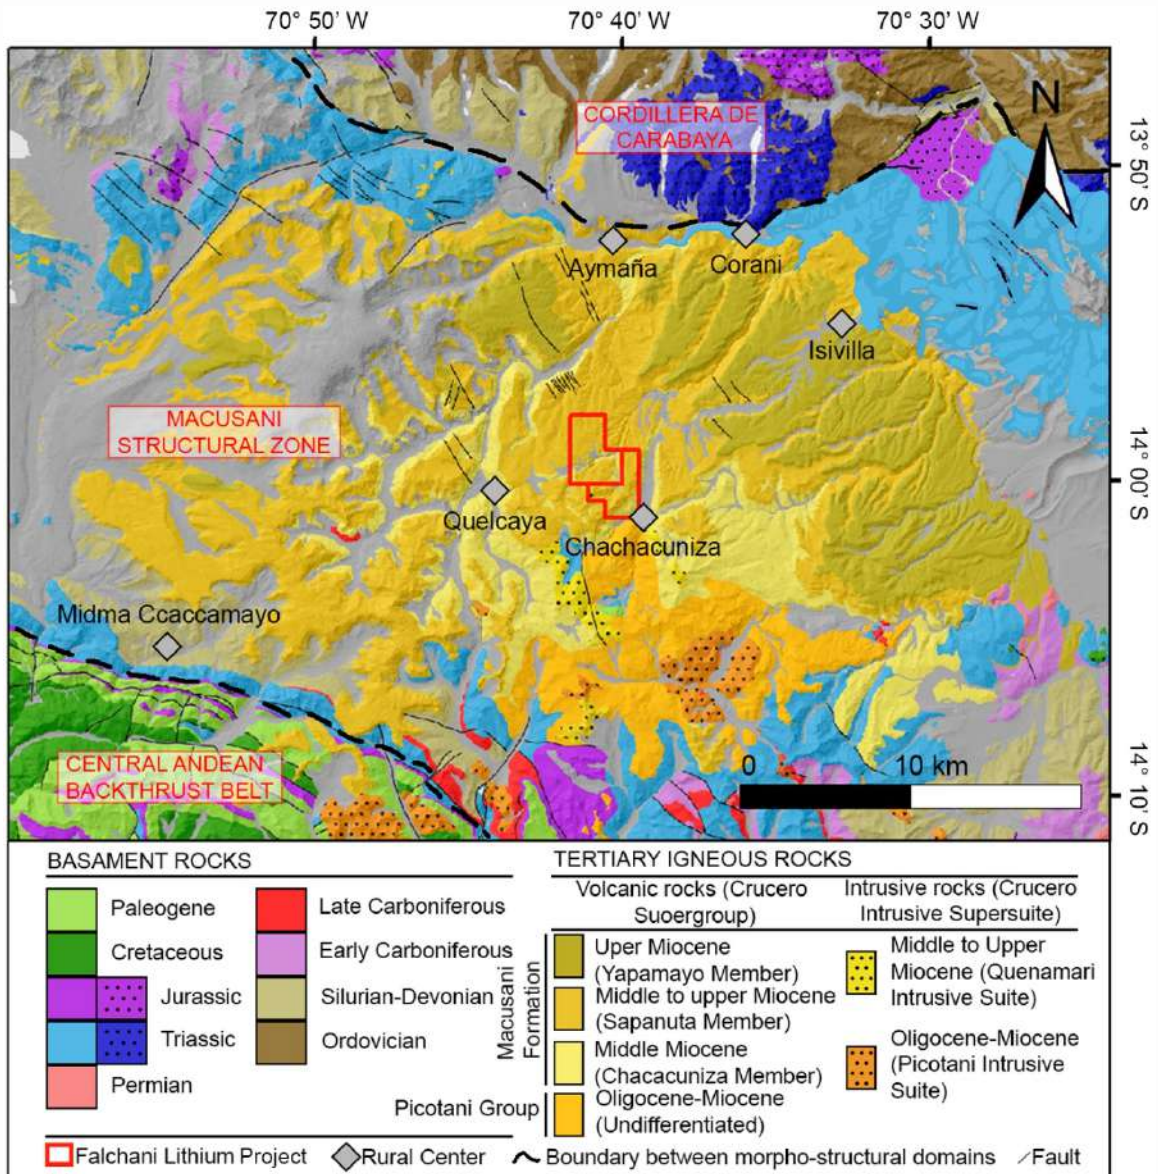 70° 50' W
70° 40' W
70° 30' W
CORDILLERA DE
CARABAYA
N
13° 50' S
Aymaña
Corani
Isivilla
MACUSANI
STRUCTURAL ZONE
14° 00' S
Quelcaya
Chachacuniza
Midma Ccaccamayo
CENTRAL ANDEAN
BACKTHRUST BELT
0
10 km
14° 10' S
BASAMENT ROCKS
Paleogene
Cretaceous
Jurassic
Triassic
Permian
Late Carboniferous
Early Carboniferous
Silurian-Devonian
Ordovician
TERTIARY IGNEOUS ROCKS
Volcanic rocks (Crucero
Suoergroup)
Intrusive rocks (Crucero
Intrusive Supersuite)
Macusani
Formation
Uper Miocene
(Yapamayo Member)
Middle to upper Miocene
(Sapanuta Member)
Middle Miocene
(Chacacuniza Member)
Picotani Group
Oligocene-Miocene
(Undifferentiated)
Middle to Upper
Miocene (Quenamari
Intrusive Suite)
Oligocene-Miocene
(Picotani Intrusive
Suite)
Falchani Lithium Project
Rural Center
Boundary between morpho-structural domains
Fault